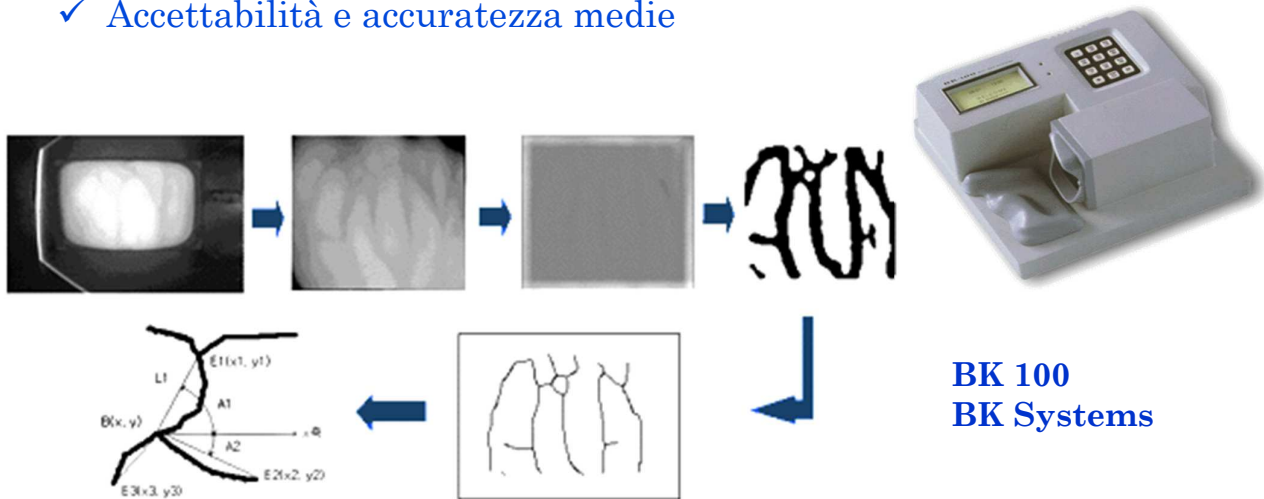 ✓ Accettabilità e accuratezza medie
E1(x1, y1)
L1
A1
B(x, y)
A2
E2(x2, y2)
E3(x3, y3)
BK 100
BK Systems